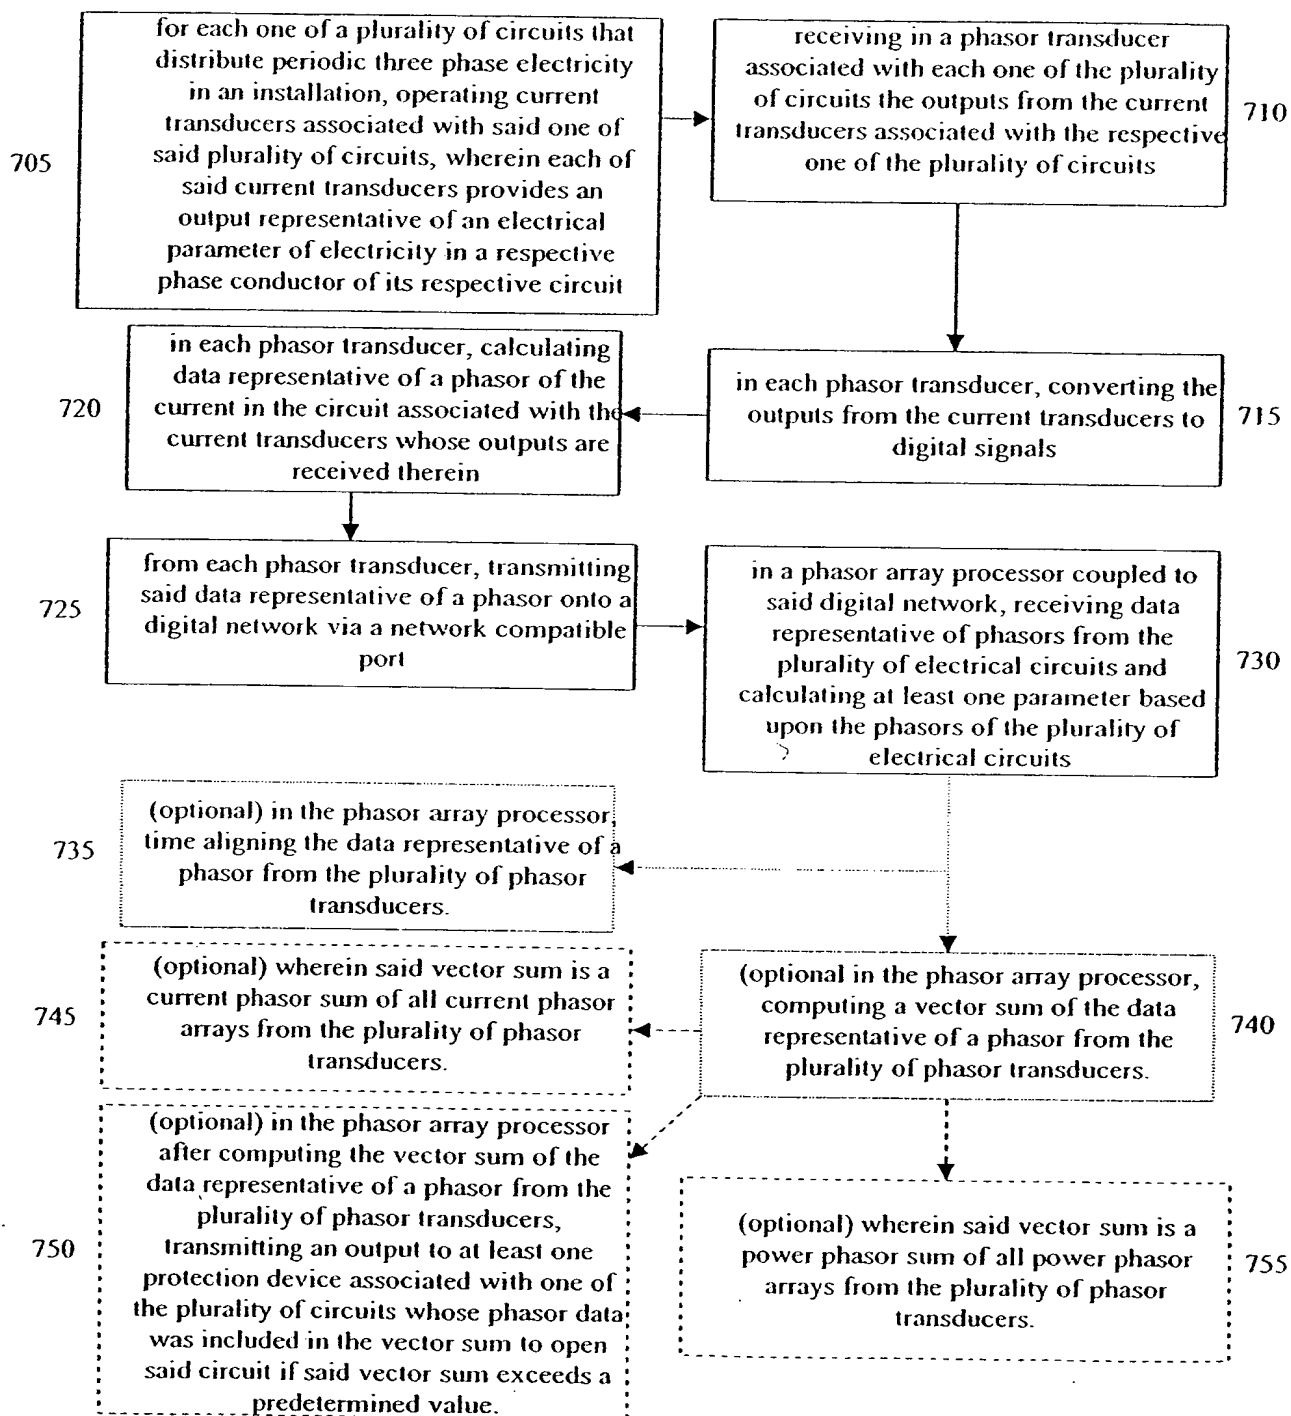 705
for each one of a plurality of circuits that
distribute periodic three phase electricity
in an installation, operating current
transducers associated with said one of
said plurality of circuits, wherein each of
said current transducers provides an
output representative of an electrical
parameter of electricity in a respective
phase conductor of its respective circuit
receiving in a phasor transducer
associated with each one of the plurality
of circuits the outputs from the current
transducers associated with the respective
one of the plurality of circuits
710
in each phasor transducer, converting the
outputs from the current transducers to
digital signals
715
720
in each phasor transducer, calculating
data representative of a phasor of the
current in the circuit associated with the
current transducers whose outputs are
received therein
725
from each phasor transducer, transmitting
said data representative of a phasor onto a
digital network via a network compatible
port
in a phasor array processor coupled to
said digital network, receiving data
representative of phasors from the
plurality of electrical circuits and
calculating at least one parameter based
upon the phasors of the plurality of
electrical circuits
730
735
(optional) in the phasor array processor,
time aligning the data representative of a
phasor from the plurality of phasor
transducers.
(optional in the phasor array processor,
computing a vector sum of the data
representative of a phasor from the
plurality of phasor transducers.
740
745
(optional) wherein said vector sum is a
current phasor sum of all current phasor
arrays from the plurality of phasor
transducers.
750
(optional) in the phasor array processor
after computing the vector sum of the
data representative of a phasor from the
plurality of phasor transducers,
transmitting an output to at least one
protection device associated with one of
the plurality of circuits whose phasor data
was included in the vector sum to open
said circuit if said vector sum exceeds a
predetermined value.
(optional) wherein said vector sum is a
power phasor sum of all power phasor
arrays from the plurality of phasor
transducers.
755